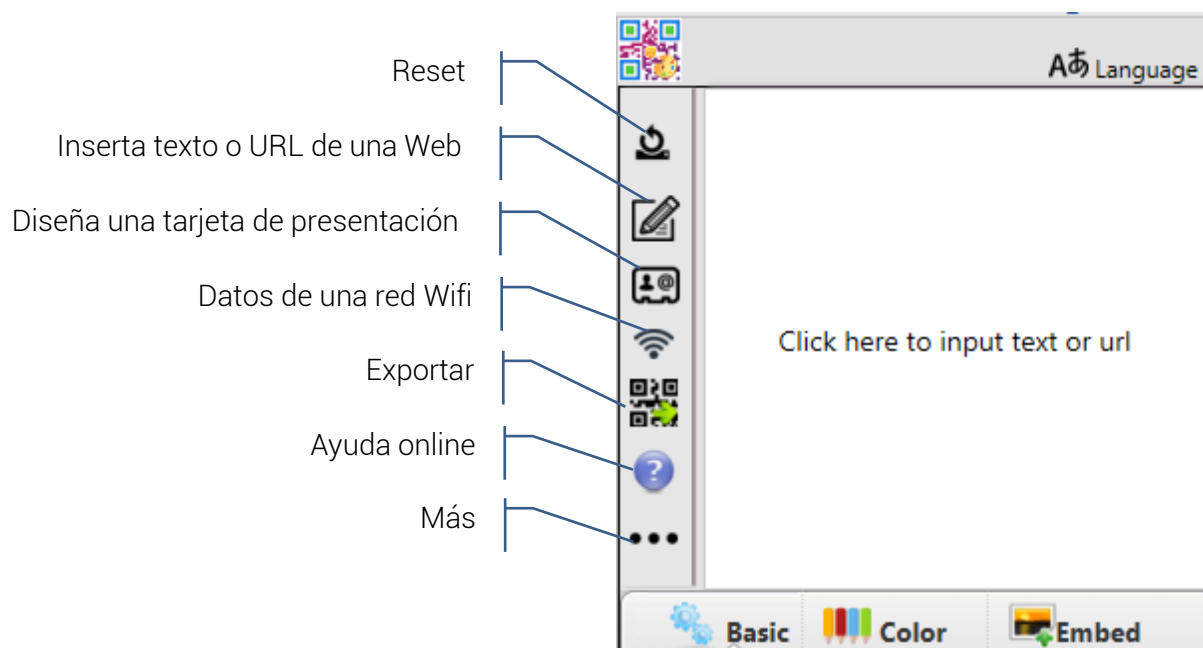 Aあ Language
Reset
Inserta texto o URL de una Web
Diseña una tarjeta de presentación
Datos de una red Wifi
Click here to input text or url
Exportar
Ayuda online
Más
Basic
Color
Embed